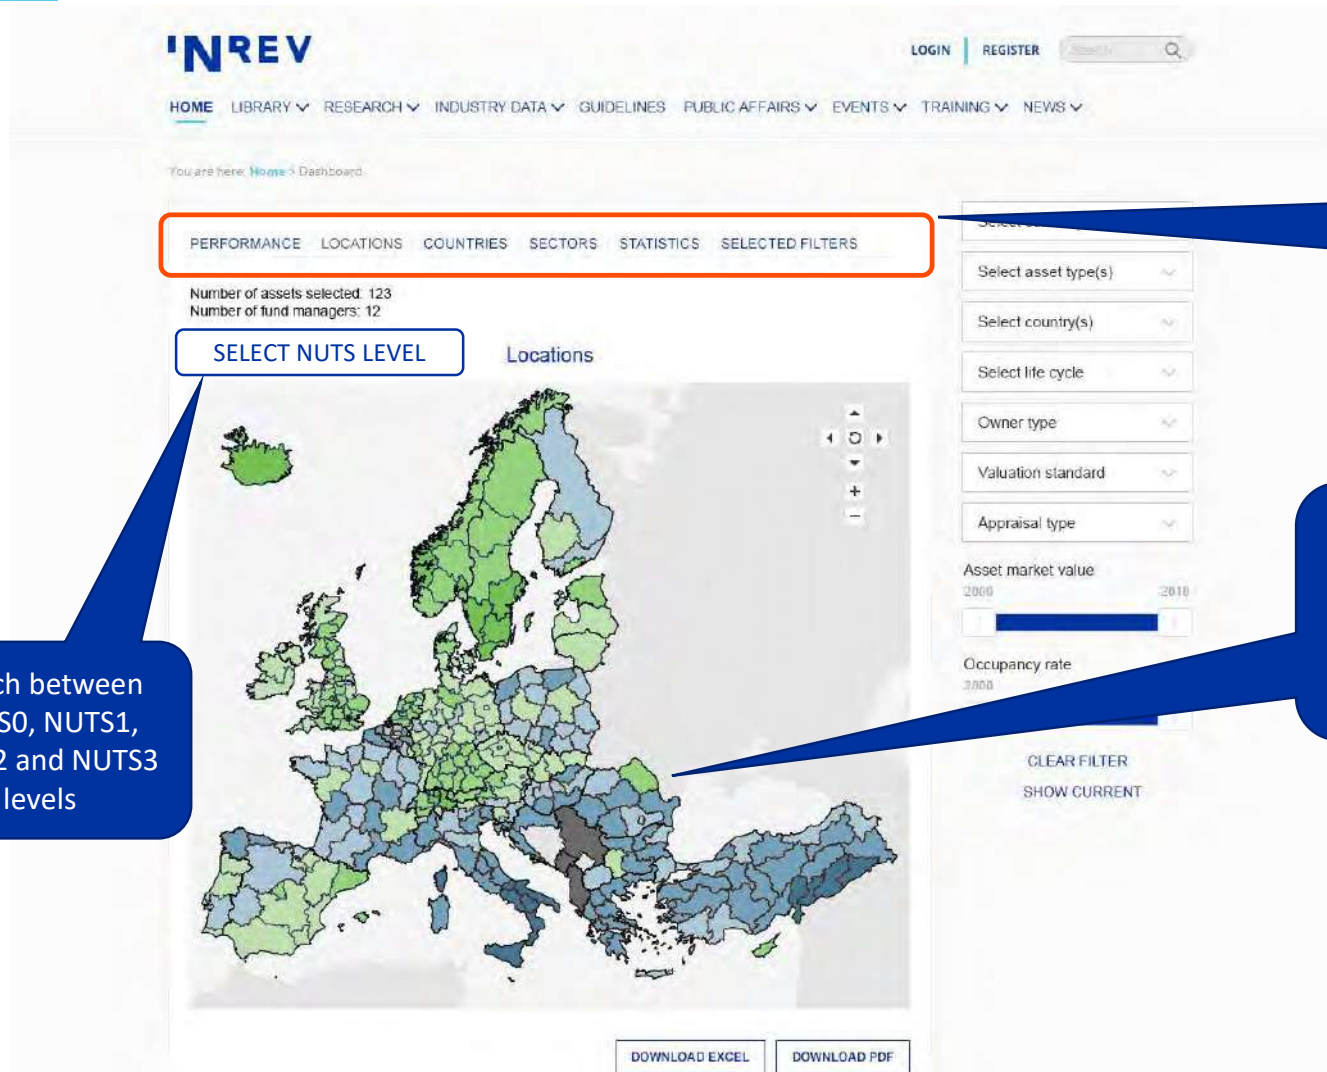 INREV
LOGIN REGISTER Search
HOME LIBRARY RESEARCH INDUSTRY DATA GUIDELINES PUBLIC AFFAIRS EVENTS TRAINING NEWS
You are here: Home > Dashboard
PERFORMANCE LOCATIONS COUNTRIES SECTORS STATISTICS SELECTED FILTERS
Number of assets selected: 123
Number of fund managers: 12
SELECT NUTS LEVEL
Locations
Select
Select asset type(s)
Select country(s)
Select life cycle
Owner type
Valuation standard
Appraisal type
Asset market value
2000 2018
Occupancy rate
2000
CLEAR FILTER
SHOW CURRENT
ch between
S0, NUTS1,
2 and NUTS3
levels
DOWNLOAD EXCEL
DOWNLOAD PDF